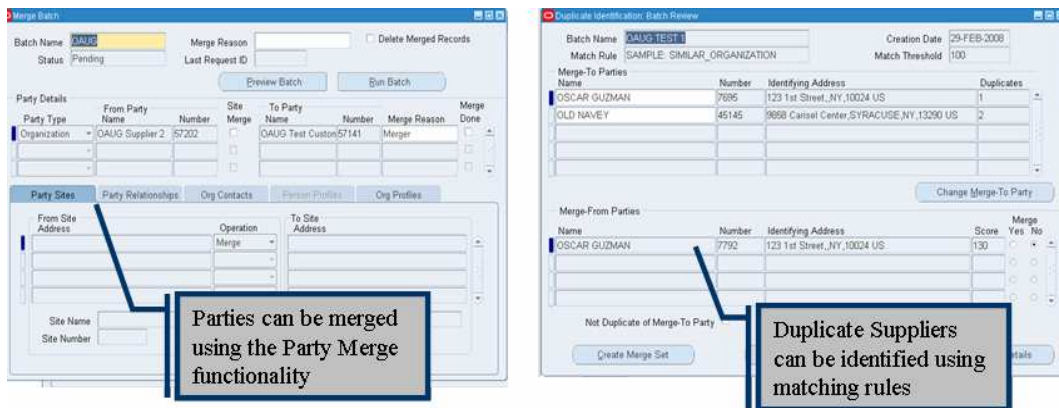 Merge Batch
Batch Name OAUG Merge Reason Delete Merged Records
Status Pending Last Request ID
Preview Batch Run Batch
Party Details
From Party Site To Party Merge
Party Type Name Number Merge Name Number Merge Reason Done
Organization OAUG Supplier 2 57202 OAUG Test Custon 57141 Merger
Party Sites Party Relationships Org Contacts Person Profiles Org Profiles
From Site To Site
Address Operation Address
Merge
Site Name
Site Number
Parties can be merged
using the Party Merge
functionality
Duplicate Identification: Batch Review
Batch Name OAUG TEST 1 Creation Date 29-FEB-2008
Match Rule SAMPLE: SIMILAR_ORGANIZATION Match Threshold 100
Merge-To Parties
Name Number Identifying Address Duplicates
OSCAR GUZMAN 7695 123 1st Street,,NY,10024 US 1
OLD NAVEY 45145 9858 Carisel Center,SYRACUSE,NY,13290 US 2
Change Merge-To Party
Merge-From Parties
Merge
Name Number Identifying Address Score Yes No
OSCAR GUZMAN 7792 123 1st Street,,NY,10024 US 130
Not Duplicate of Merge-To Party
Create Merge Set etails
Duplicate Suppliers
can be identified using
matching rules